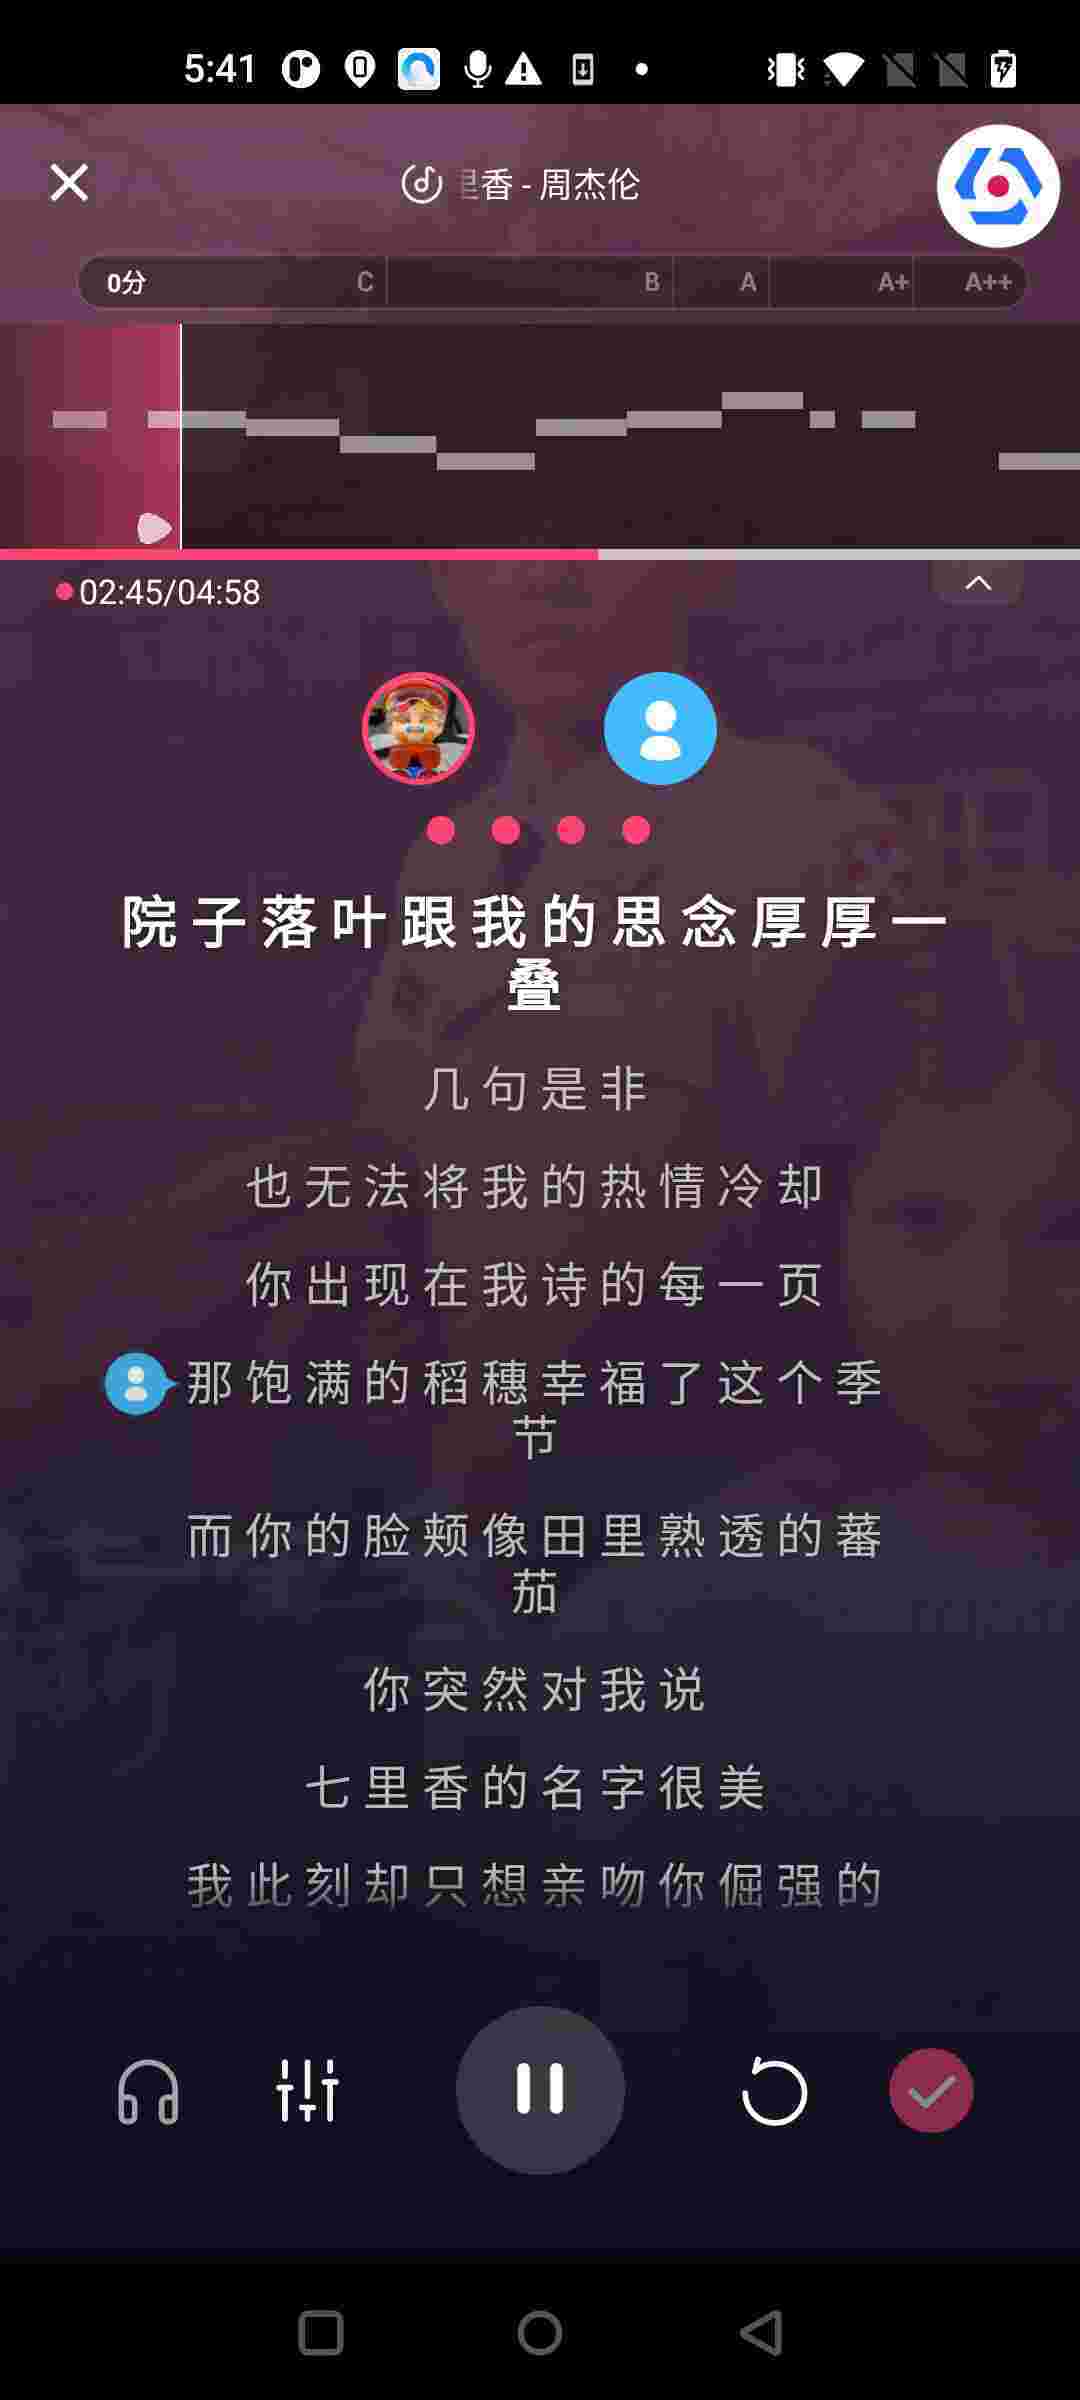 5:41
香 - 周杰伦
0分 C B A A+ A++
02:45/04:58
院子落叶跟我的思念厚厚一
叠
几句是非
也无法将我的热情冷却
你出现在我诗的每一页
那饱满的稻穗幸福了这个季
节
而你的脸颊像田里熟透的蕃
茄
你突然对我说
七里香的名字很美
我此刻却只想亲吻你倔强的